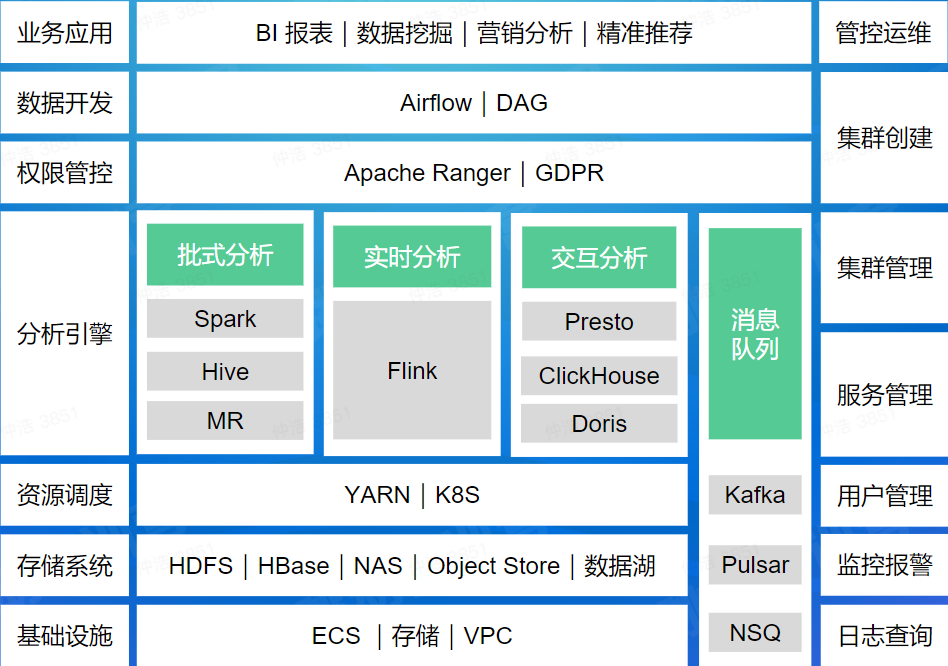 业务应用
BI 报表｜数据挖掘｜营销分析｜精准推荐
管控运维
数据开发
Airflow｜DAG
集群创建
权限管控
Apache Ranger｜GDPR
分析引擎
批式分析
Spark
Hive
MR
实时分析
Flink
交互分析
Presto
ClickHouse
Doris
消息
队列
Kafka
Pulsar
NSQ
集群管理
服务管理
资源调度
YARN｜K8S
用户管理
存储系统
HDFS｜HBase｜NAS｜Object Store｜数据湖
监控报警
基础设施
ECS ｜存储｜VPC
日志查询
仲浩 3851